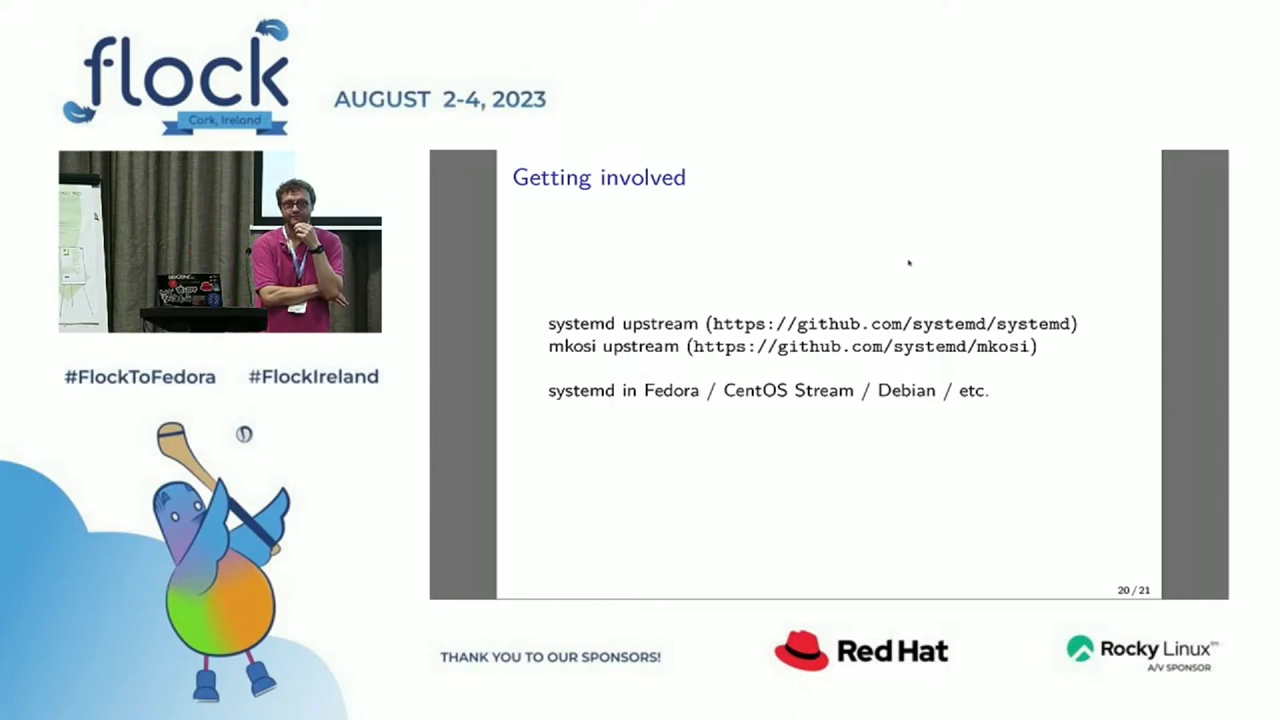 flock
Cork, Ireland
AUGUST 2-4, 2023
#FlockToFedora #FlockIreland
Getting involved
systemd upstream (https://github.com/systemd/systemd)
mkosi upstream (https://github.com/systemd/mkosi)
systemd in Fedora / CentOS Stream / Debian / etc.
20 / 21
THANK YOU TO OUR SPONSORS!
Red Hat
Rocky Linux™
A/V SPONSOR